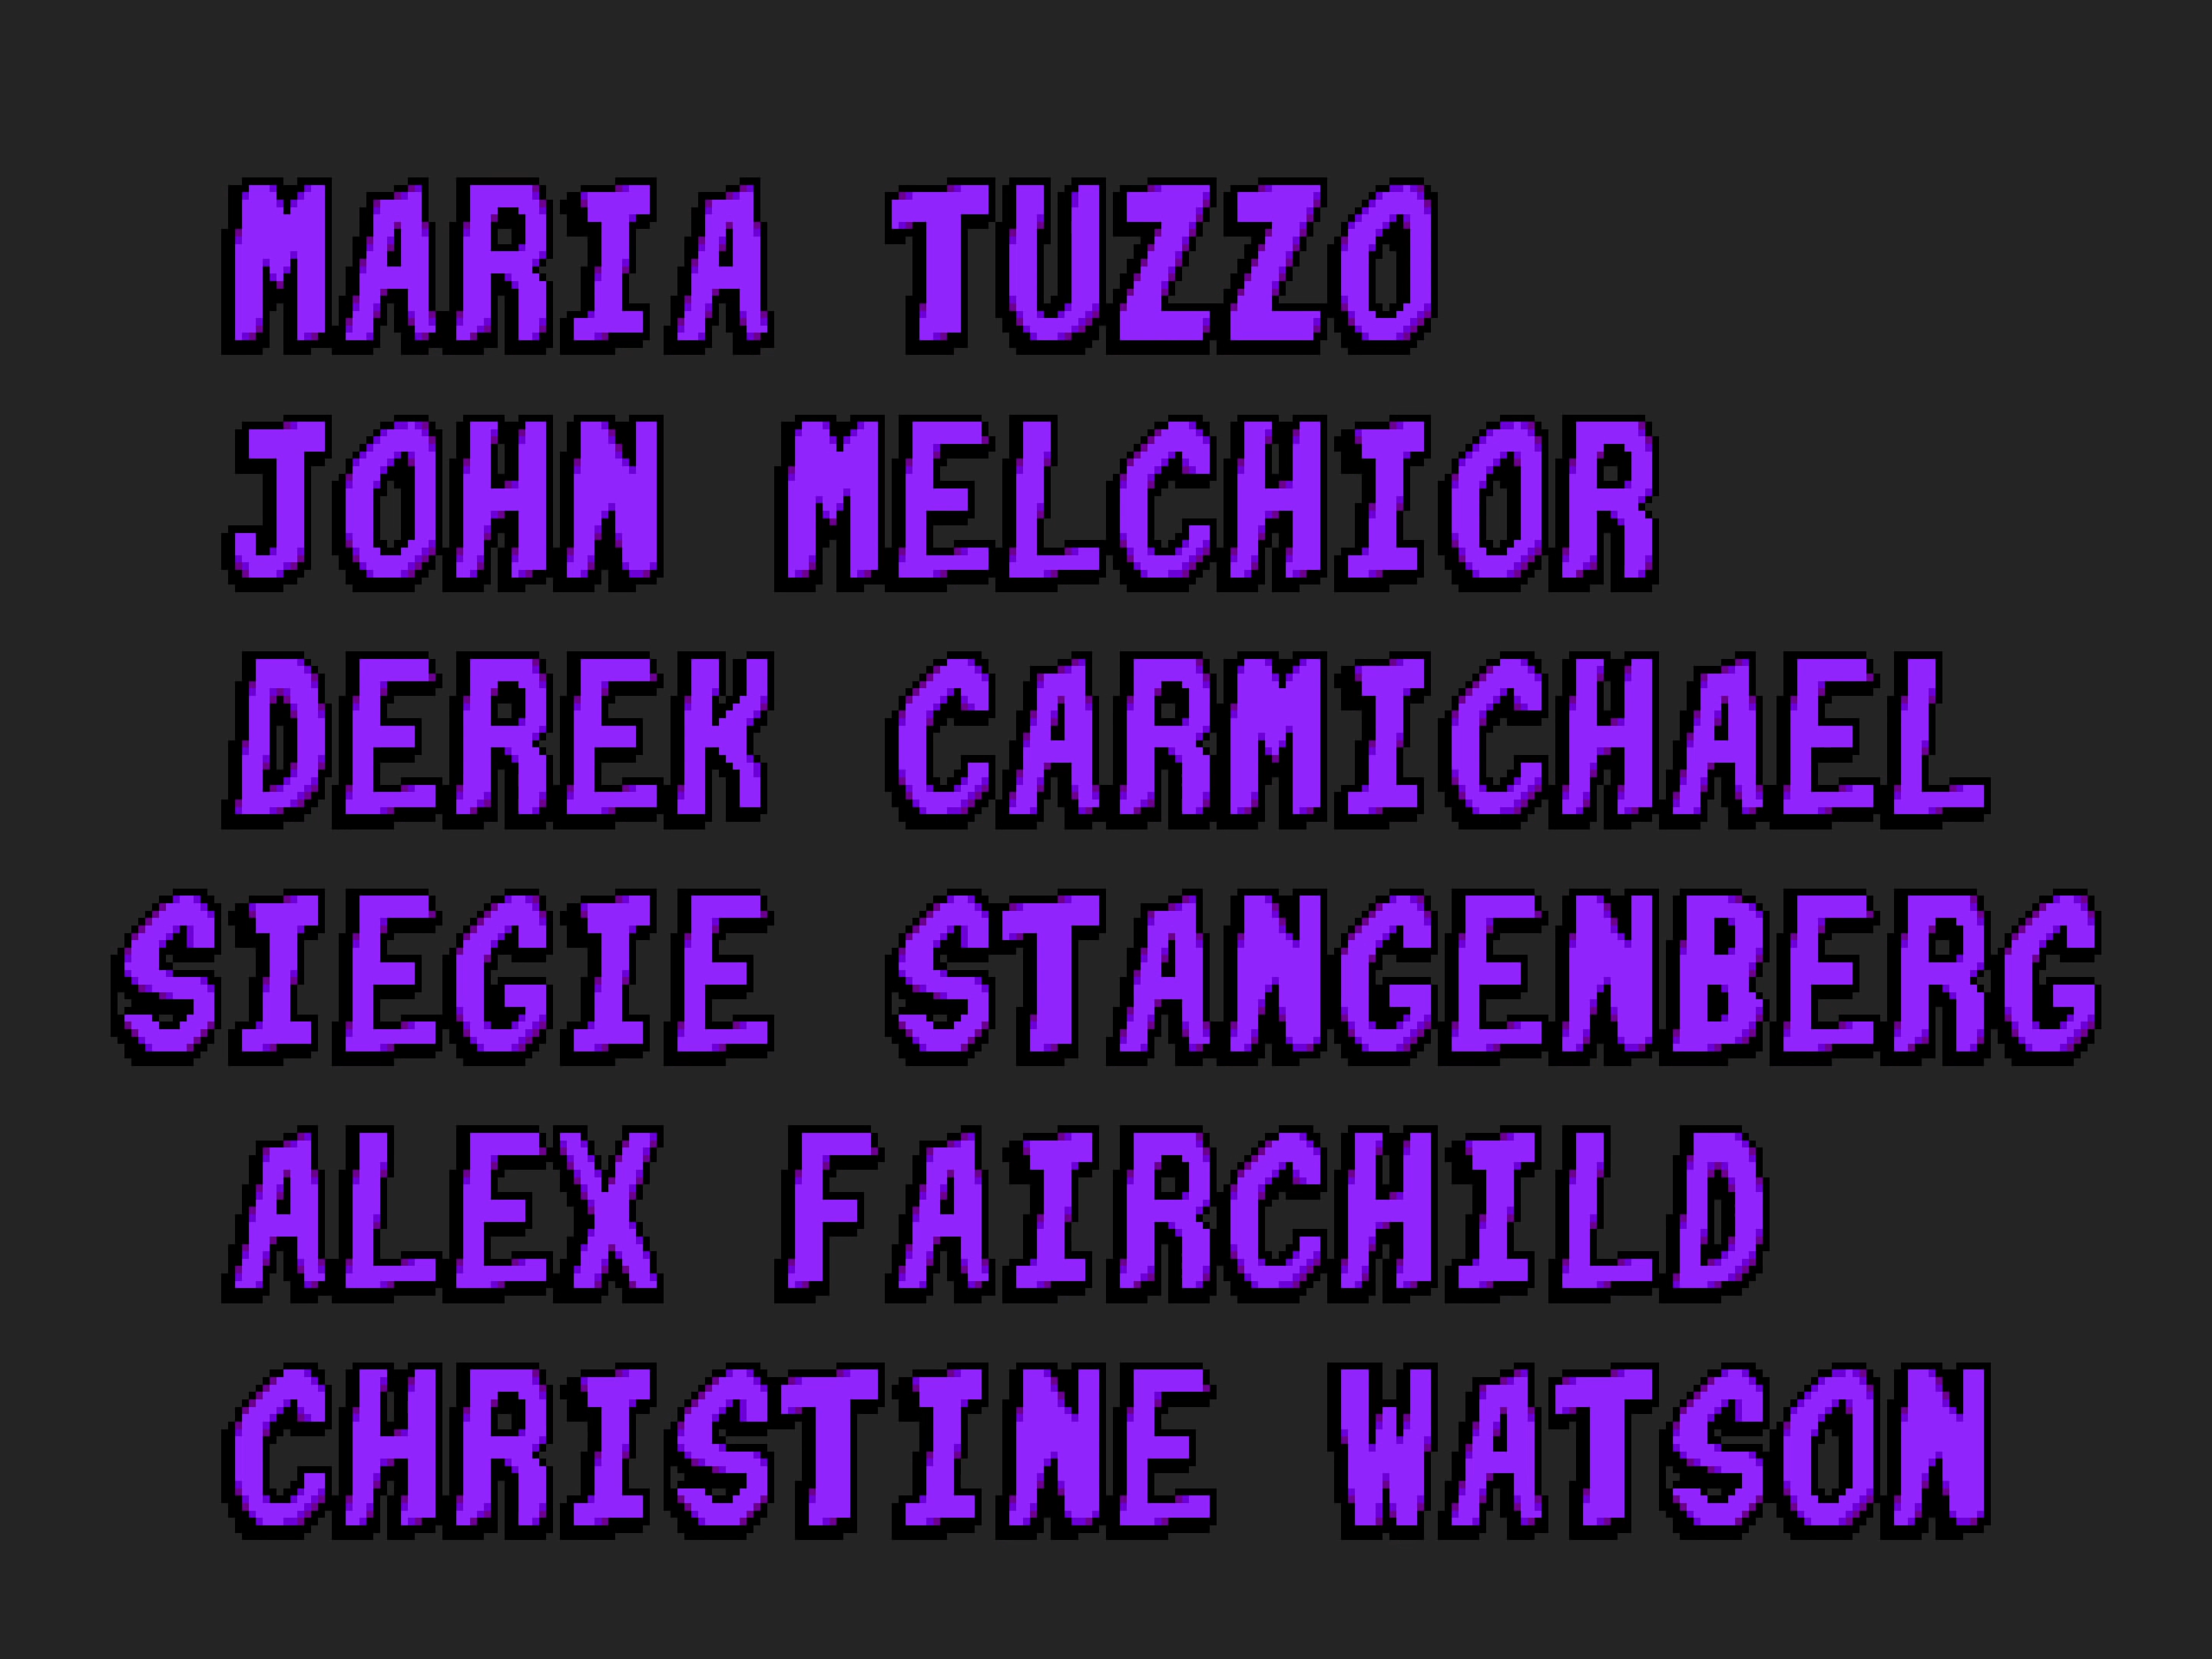 MARIA TUZZO
JOHN MELCHIOR
DEREK CARMICHAEL
SIEGIE STANGENBERG
ALEX FAIRCHILD
CHRISTINE WATSON